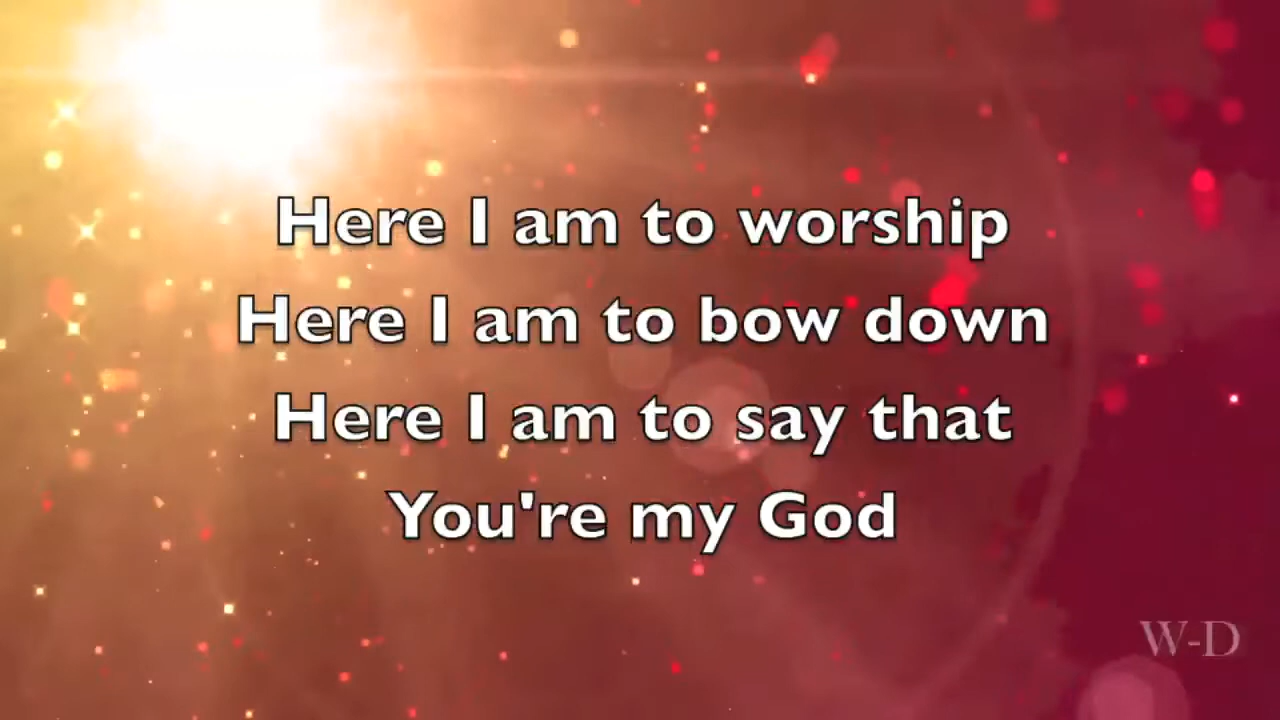 Here I am to worship
Here I am to bow down
Here I am to say that
You're my God
W-D